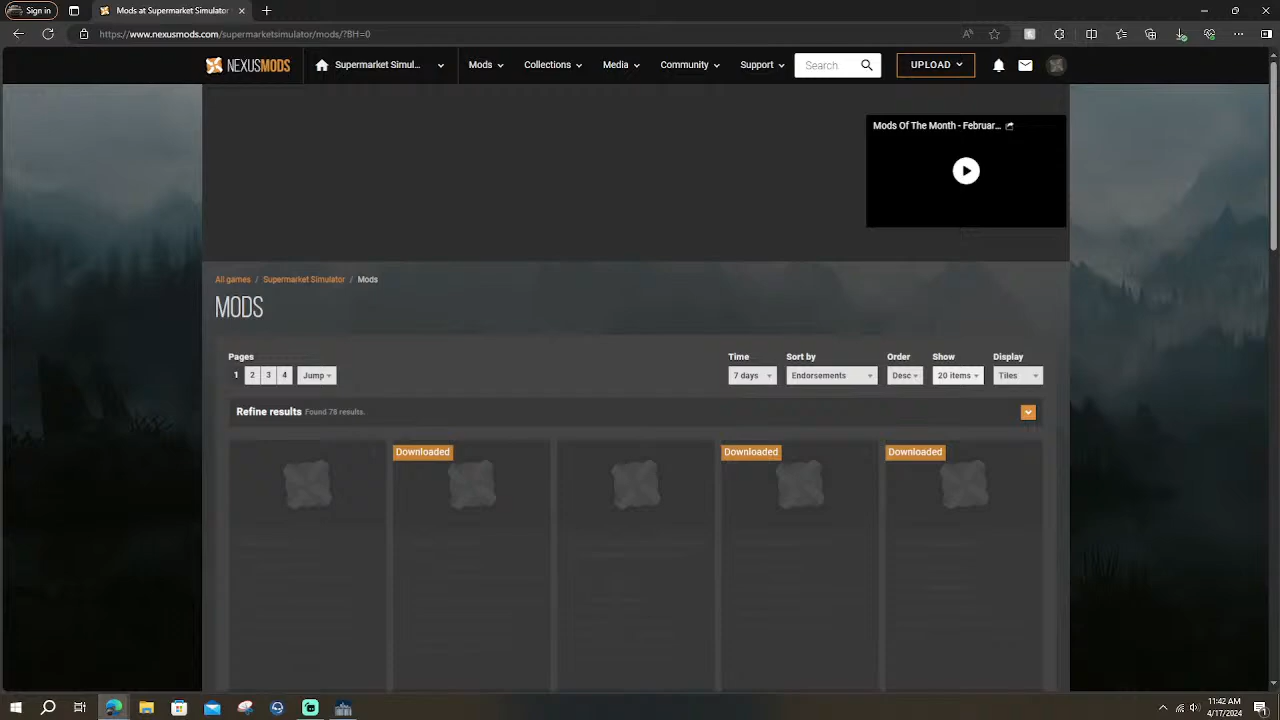 Sign in
Mods at Supermarket Simulator
https://www.nexusmods.com/supermarketsimulator/mods/?BH=0
NEXUSMODS
Supermarket Simul...
Mods
Collections
Media
Community
Support
Search
UPLOAD
Mods Of The Month - Februar...
All games / Supermarket Simulator / Mods
MODS
Pages
1 2 3 4 Jump
Time
7 days
Sort by
Endorsements
Order
Desc
Show
20 items
Display
Tiles
Refine results Found 78 results.
Downloaded
Downloaded
Downloaded
11:42 AM
4/17/2024